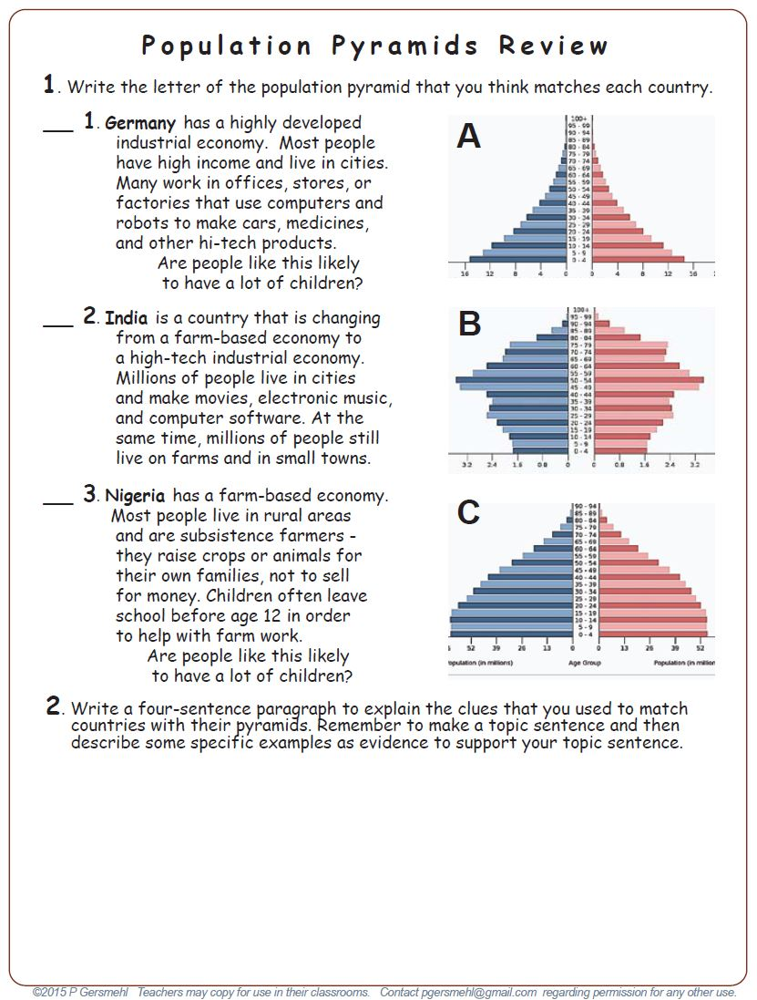 Population Pyramids Review
1. Write the letter of the population pyramid that you think matches each country.
___ 1. Germany has a highly developed
industrial economy. Most people
have high income and live in cities.
Many work in offices, stores, or
factories that use computers and
robots to make cars, medicines,
and other hi-tech products.
Are people like this likely
to have a lot of children?
A
100+
95 - 99
90 - 94
85 - 89
80 - 84
75 - 79
70 - 74
65 - 69
60 - 64
55 - 59
50 - 54
45 - 49
40 - 44
35 - 39
30 - 34
25 - 29
20 - 24
15 - 19
10 - 14
5 - 9
0 - 4
16 12 8 4 0 0 4 8 12 16
___ 2. India is a country that is changing
from a farm-based economy to
a high-tech industrial economy.
Millions of people live in cities
and make movies, electronic music,
and computer software. At the
same time, millions of people still
live on farms and in small towns.
B
100+
95 - 99
90 - 94
85 - 89
80 - 84
75 - 79
70 - 74
65 - 69
60 - 64
55 - 59
50 - 54
45 - 49
40 - 44
35 - 39
30 - 34
25 - 29
20 - 24
15 - 19
10 - 14
5 - 9
0 - 4
3.2 2.4 1.6 0.8 0 0 0.8 1.6 2.4 3.2
___ 3. Nigeria has a farm-based economy.
Most people live in rural areas
and are subsistence farmers -
they raise crops or animals for
their own families, not to sell
for money. Children often leave
school before age 12 in order
to help with farm work.
Are people like this likely
to have a lot of children?
C
90 - 94
85 - 89
80 - 84
75 - 79
70 - 74
65 - 69
60 - 64
55 - 59
50 - 54
45 - 49
40 - 44
35 - 39
30 - 34
25 - 29
20 - 24
15 - 19
10 - 14
5 - 9
0 - 4
52 39 26 13 0 0 13 26 39 52
opulation (in millions) Age Group Population (in million
2. Write a four-sentence paragraph to explain the clues that you used to match
countries with their pyramids. Remember to make a topic sentence and then
describe some specific examples as evidence to support your topic sentence.
©2015 P Gersmehl Teachers may copy for use in their classrooms. Contact pgersmehl@gmail.com regarding permission for any other use.